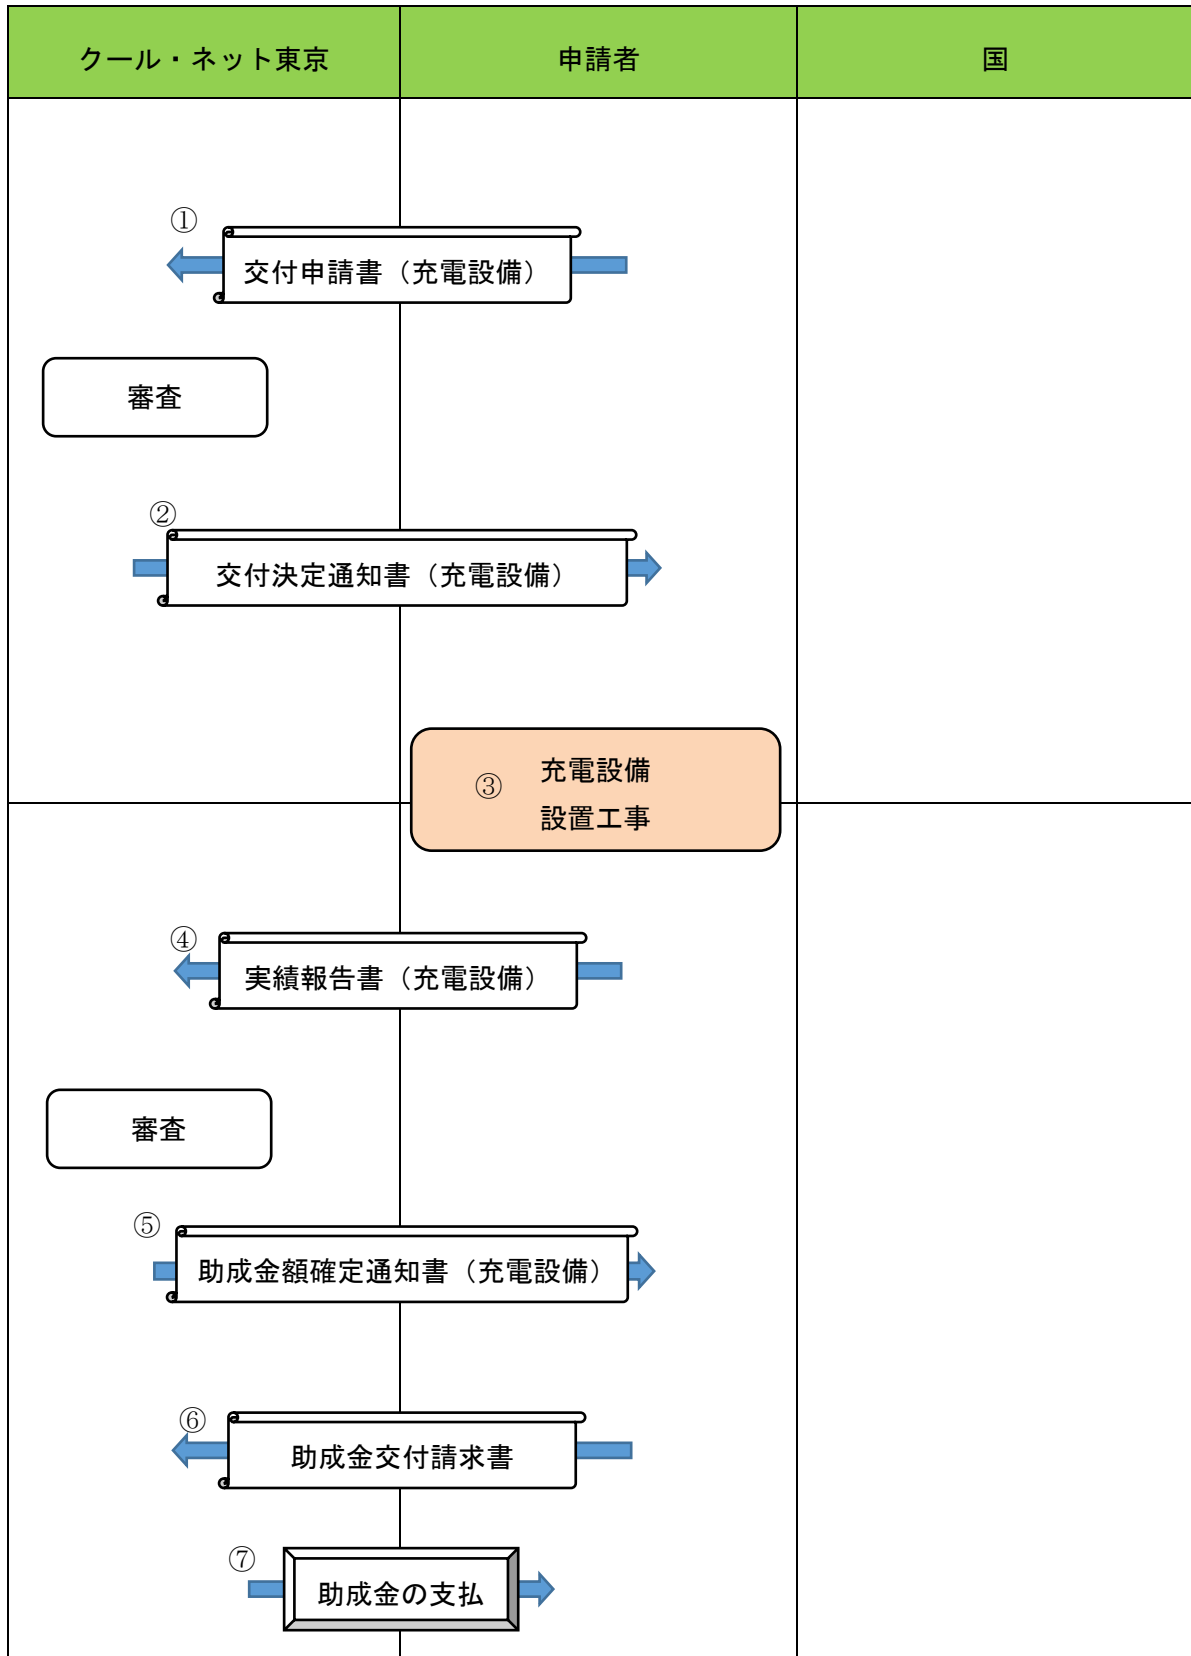 クール・ネット東京
申請者
国
①
交付申請書（充電設備）
審査
②
交付決定通知書（充電設備）
③
充電設備
設置工事
④
実績報告書（充電設備）
審査
⑤
助成金額確定通知書（充電設備）
⑥
助成金交付請求書
⑦
助成金の支払